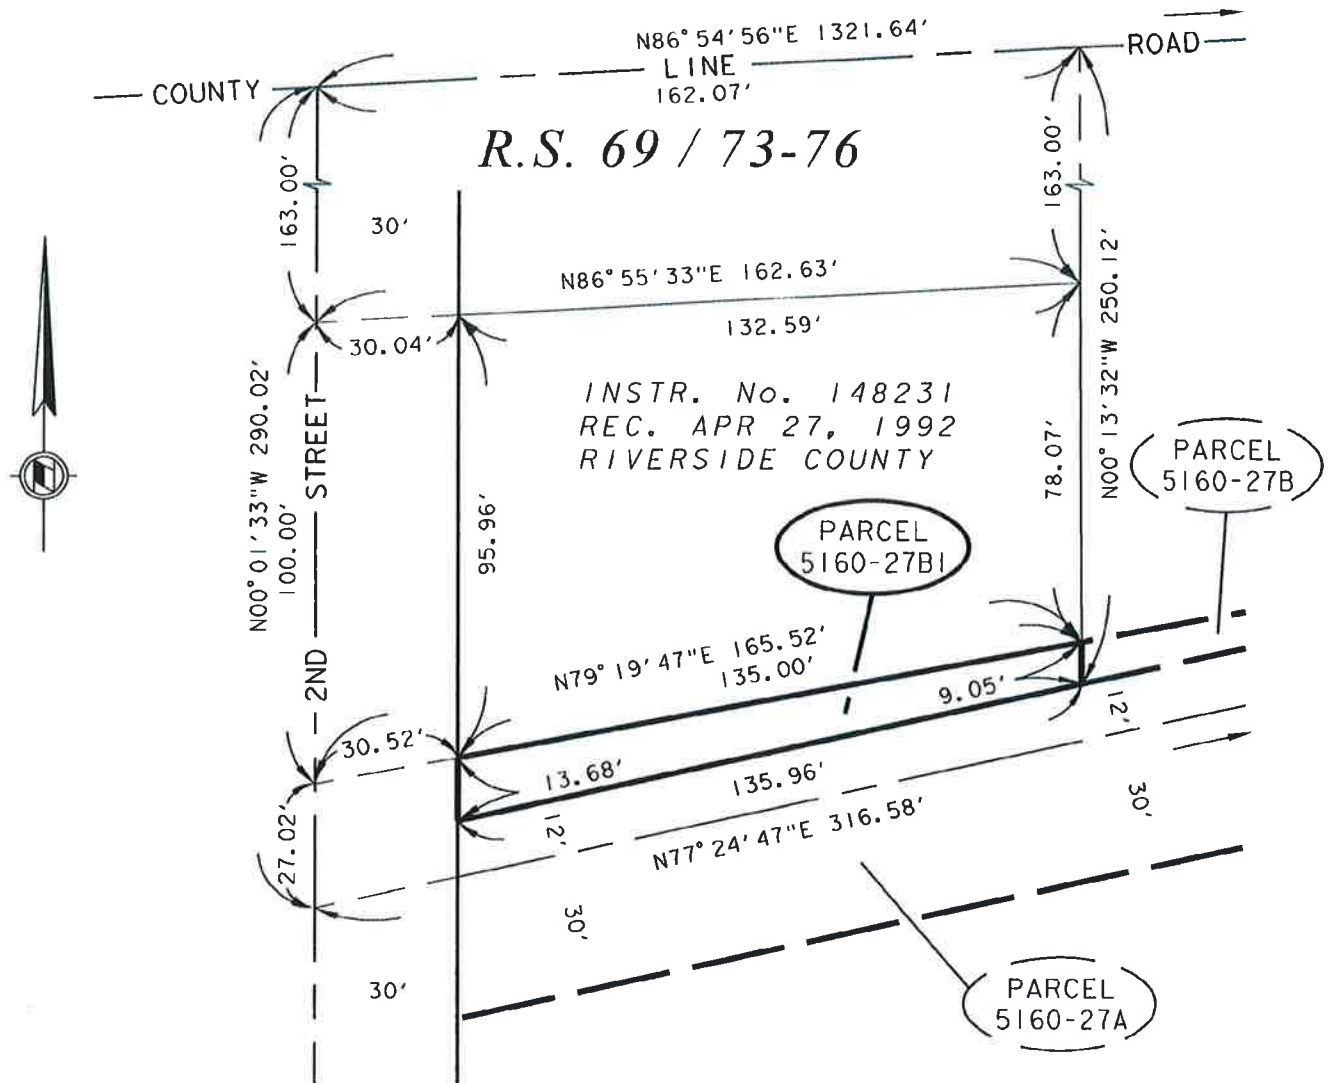 N86°54'56"E 1321.64'
COUNTY LINE ROAD
162.07'
R.S. 69 / 73-76
163.00'
163.00'
30'
N86°55'33"E 162.63'
30.04'
132.59'
N00°01'33"W 290.02'
100.00'
2ND STREET
95.96'
INSTR. No. 148231
REC. APR 27, 1992
RIVERSIDE COUNTY
78.07'
N00°13'32"W 250.12'
PARCEL
5160-27B
PARCEL
5160-27B1
N79°19'47"E 165.52'
135.00'
9.05'
12'
30.52'
13.68'
135.96'
12'
N77°24'47"E 316.58'
30'
27.02'
30'
30'
PARCEL
5160-27A